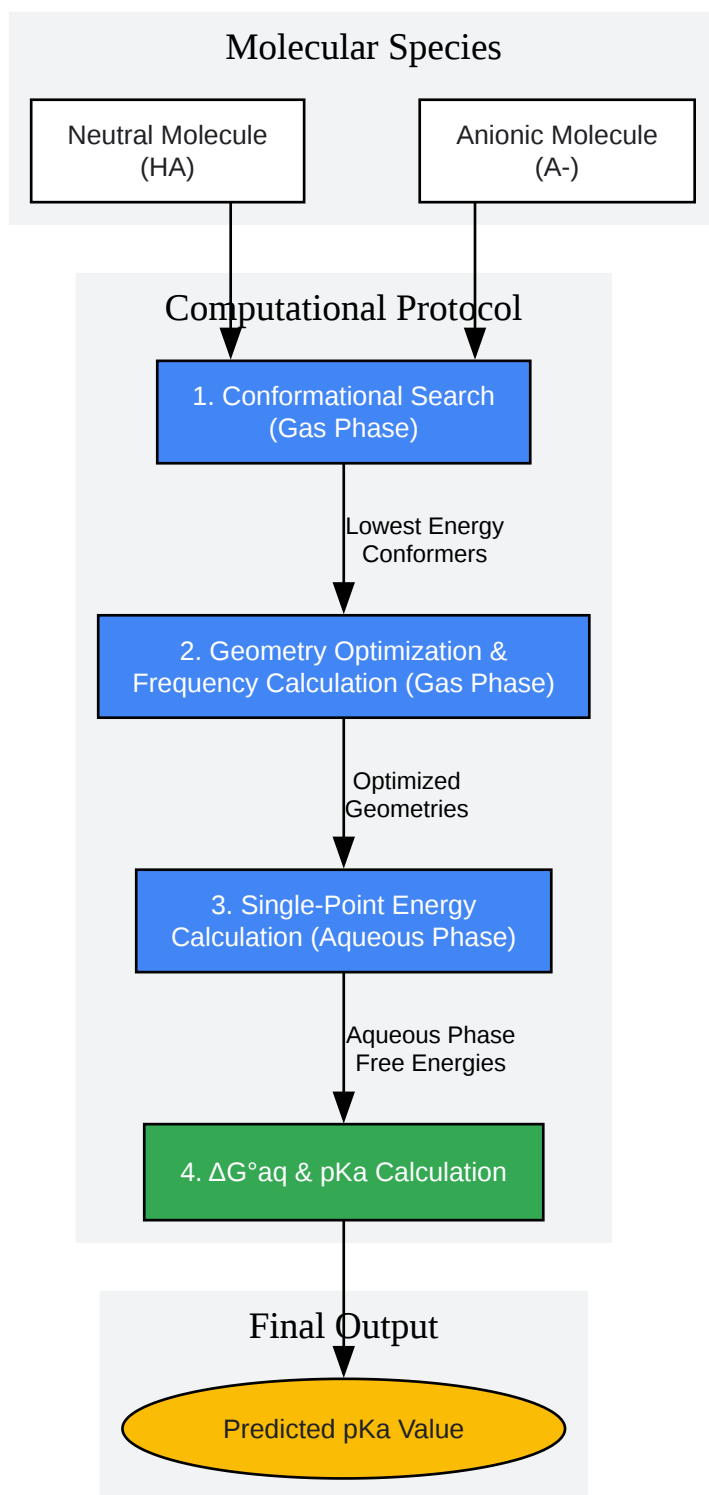 Molecular Species
Neutral Molecule
(HA)
Anionic Molecule
(A-)
Computational Protocol
1. Conformational Search
(Gas Phase)
Lowest Energy
Conformers
2. Geometry Optimization &
Frequency Calculation (Gas Phase)
Optimized
Geometries
3. Single-Point Energy
Calculation (Aqueous Phase)
Aqueous Phase
Free Energies
4. ΔG°aq & pKa Calculation
Final Output
Predicted pKa Value